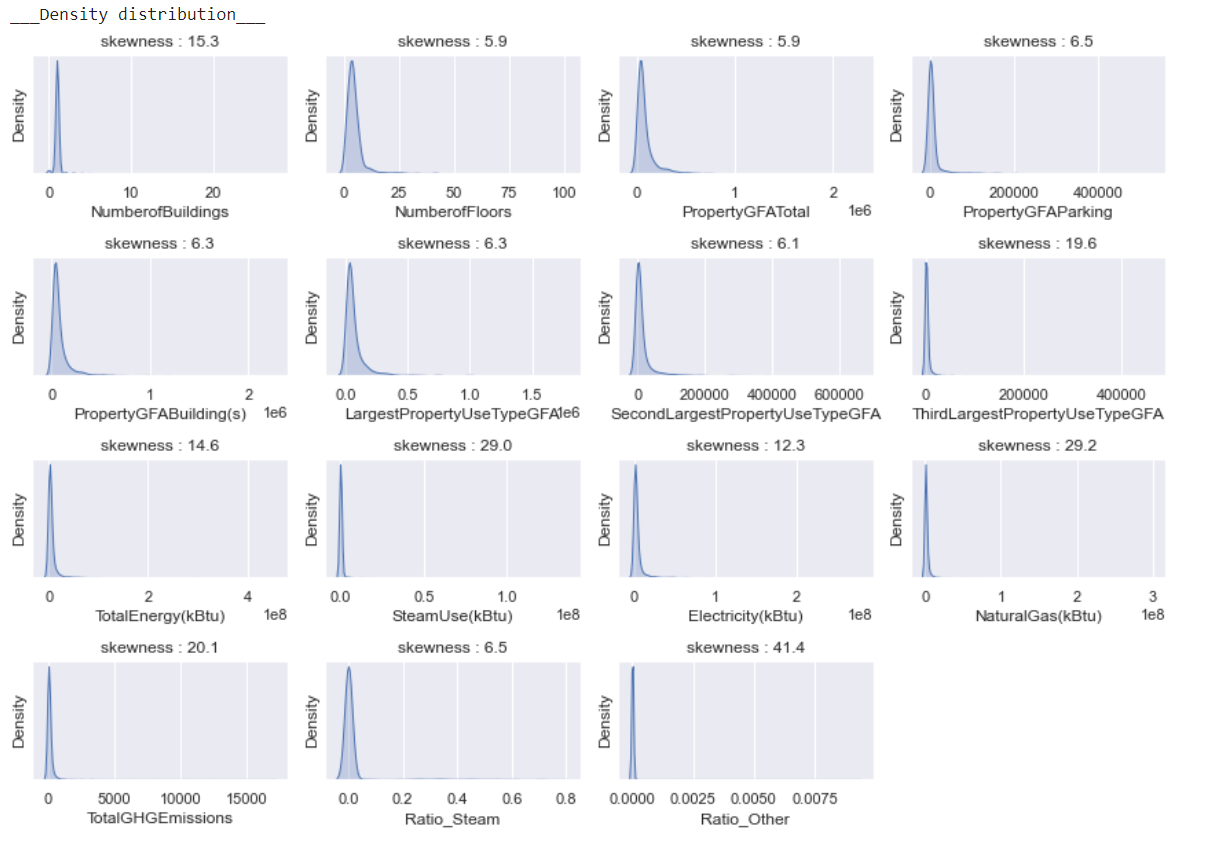 ___Density distribution___
skewness : 15.3
skewness : 5.9
skewness : 5.9
skewness : 6.5
Density
Density
Density
Density
0 10 20
0 25 50 75 100
0 1 2
0 200000 400000
1e6
NumberofBuildings
NumberofFloors
PropertyGFATotal
PropertyGFAParking
skewness : 6.3
skewness : 6.3
skewness : 6.1
skewness : 19.6
Density
Density
Density
Density
0 1 2
0.0 0.5 1.0 1.5
0 200000 400000 600000
0 200000 400000
PropertyGFABuilding(s) 1e6
LargestPropertyUseTypeGFA 1e6
SecondLargestPropertyUseTypeGFA
ThirdLargestPropertyUseTypeGFA
skewness : 14.6
skewness : 29.0
skewness : 12.3
skewness : 29.2
Density
Density
Density
Density
0 2 4
0.0 0.5 1.0
0 1 2
0 1 2 3
TotalEnergy(kBtu) 1e8
SteamUse(kBtu) 1e8
Electricity(kBtu) 1e8
NaturalGas(kBtu) 1e8
skewness : 20.1
skewness : 6.5
skewness : 41.4
Density
Density
Density
0 5000 10000 15000
0.0 0.2 0.4 0.6 0.8
0.0000 0.0025 0.0050 0.0075
TotalGHGEmissions
Ratio_Steam
Ratio_Other